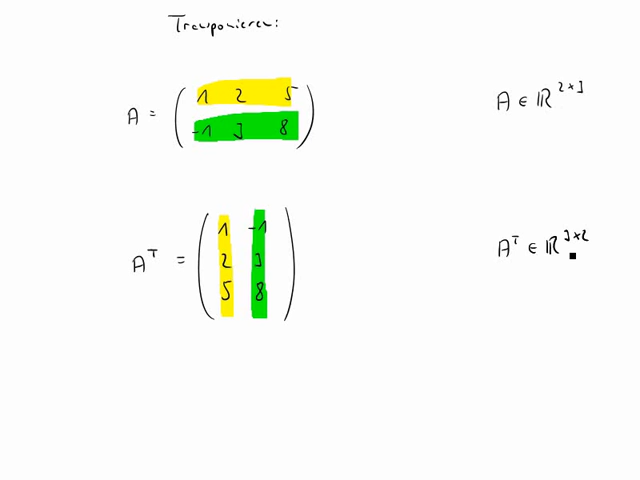 Transponieren:
A = ( 1 2 5
-1 3 8 )
A ∈ ℝ^{2×3}
A^T = ( 1 -1
2 3
5 8 )
A^T ∈ ℝ^{3×2}